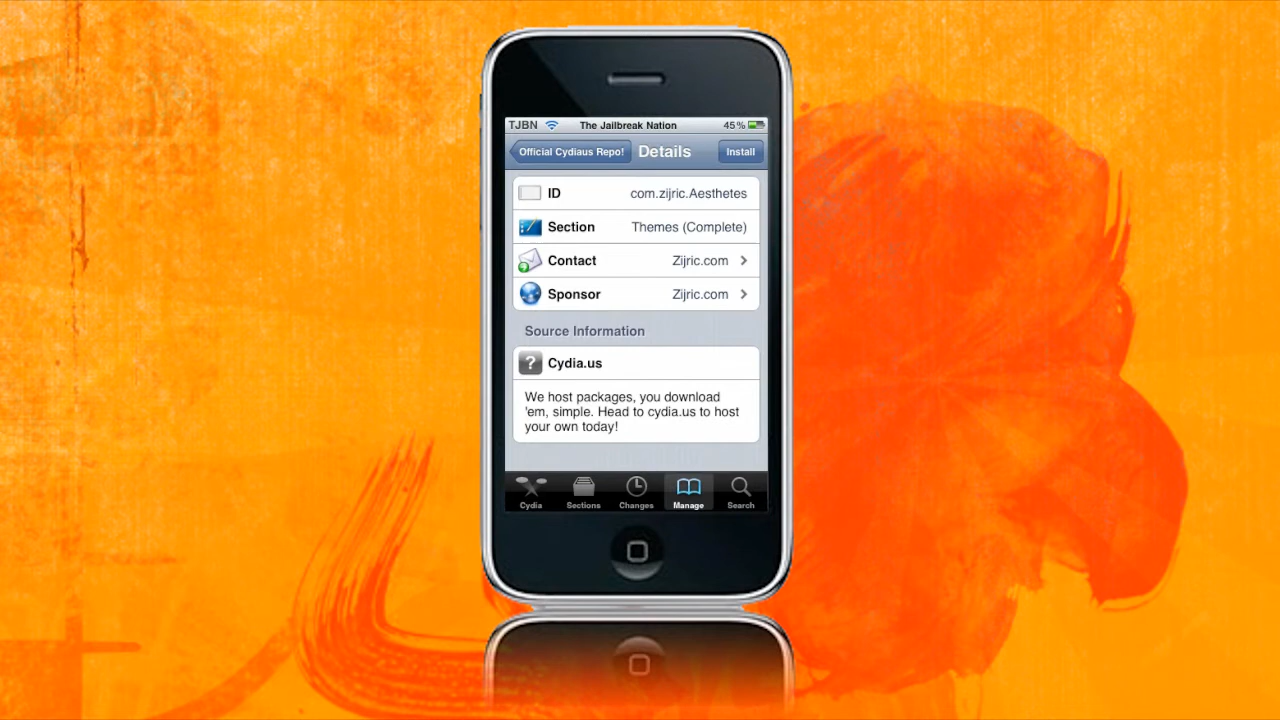 TJBN The Jailbreak Nation 45%
Official Cydiaus Repo! Details Install
ID com.zijric.Aesthetes
Section Themes (Complete)
Contact Zijric.com
Sponsor Zijric.com
Source Information
? Cydia.us
We host packages, you download
'em, simple. Head to cydia.us to host
your own today!
Cydia Sections Changes Manage Search